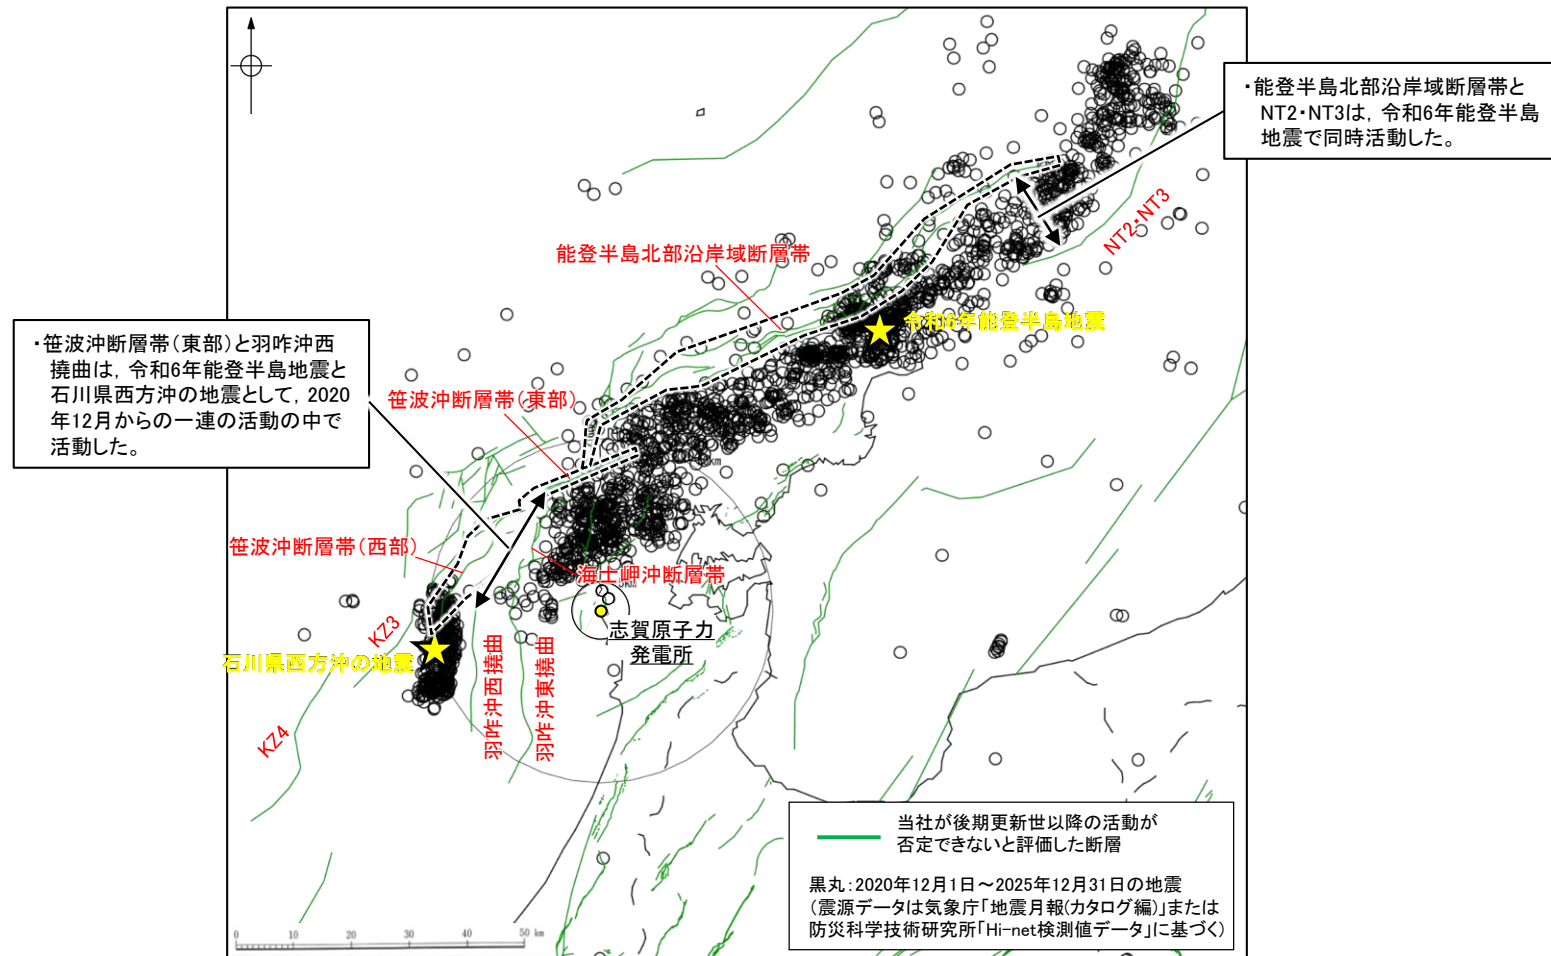 ・能登半島北部沿岸域断層帯と
NT2・NT3は，令和6年能登半島
地震で同時活動した。
NT2・NT3
能登半島北部沿岸域断層帯
令和6年能登半島地震
・笹波沖断層帯（東部）と羽咋沖西
撓曲は，令和6年能登半島地震と
石川県西方沖の地震として，2020
年12月からの一連の活動の中で
活動した。
笹波沖断層帯（東部）
笹波沖断層帯（西部）
海士岬沖断層帯
志賀原子力
発電所
KZ3
石川県西方沖の地震
羽咋沖西撓曲
羽咋沖東撓曲
KZ4
当社が後期更新世以降の活動が
否定できないと評価した断層
黒丸：2020年12月1日～2025年12月31日の地震
（震源データは気象庁「地震月報(カタログ編)」または
防災科学技術研究所「Hi-net検測値データ」に基づく）
0 10 20 30 40 50 km